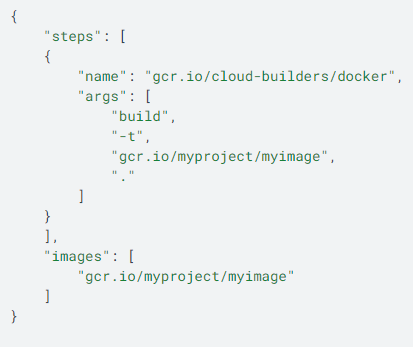 {
    "steps": [
    {
        "name": "gcr.io/cloud-builders/docker",
        "args": [
            "build",
            "-t",
            "gcr.io/myproject/myimage",
            "."
        ]
    }
    ],
    "images": [
        "gcr.io/myproject/myimage"
    ]
}